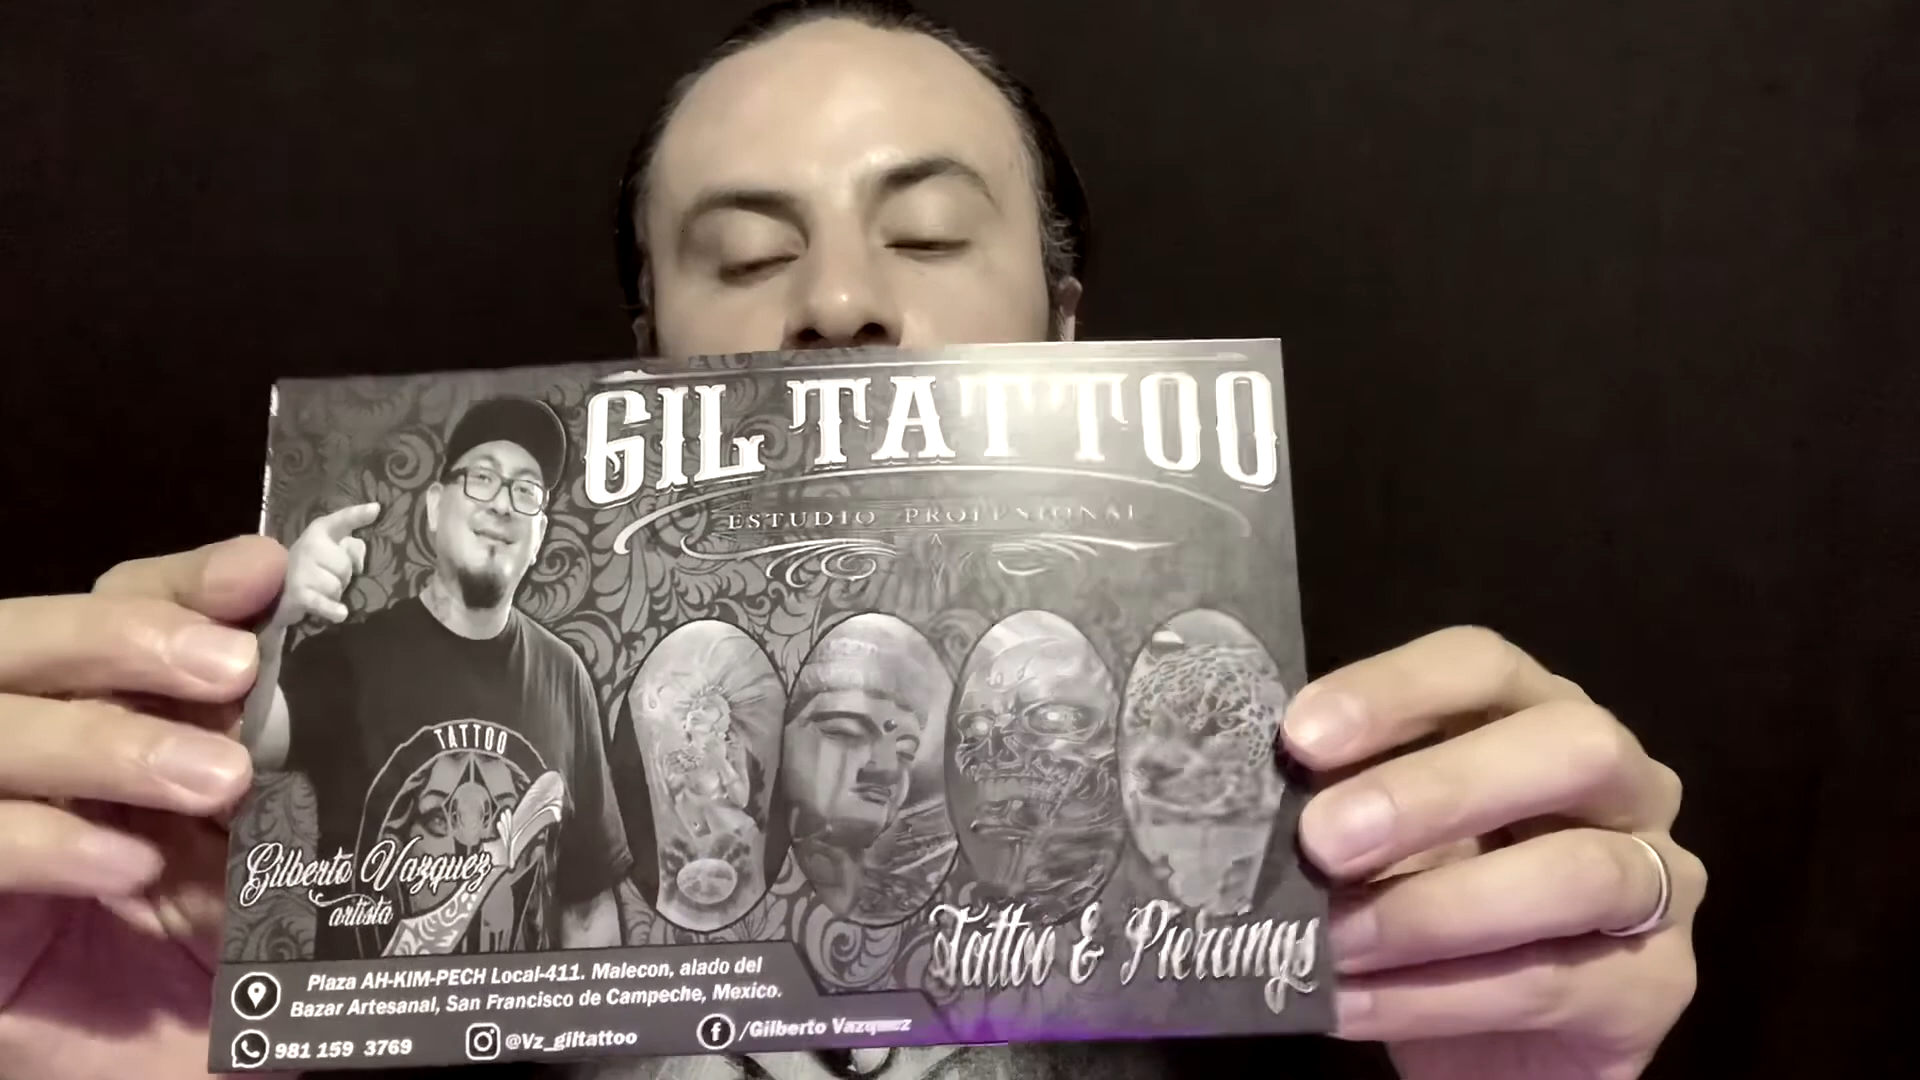 GIL TATTOO
ESTUDIO PROFESIONAL
TATTOO
Gilberto Vazquez
artista
Tattoo & Piercings
Plaza AH-KIM-PECH Local-411. Malecon, alado del
Bazar Artesanal, San Francisco de Campeche, Mexico.
981 159 3769
@Vz_giltattoo
/Gilberto Vazquez